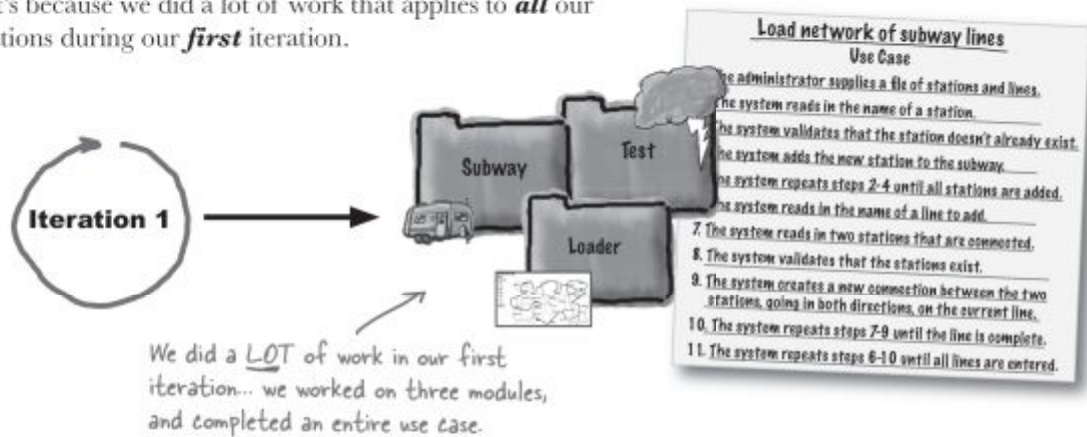 t's because we did a lot of work that applies to all our
tions during our first iteration.
Iteration 1
Subway
Test
Loader
We did a LOT of work in our first
iteration... we worked on three modules,
and completed an entire use case.
Load network of subway lines
Use Case
he administrator supplies a file of stations and lines.
he system reads in the name of a station.
he system validates that the station doesn't already exist.
he system adds the new station to the subway.
he system repeats steps 2-4 until all stations are added.
he system reads in the name of a line to add.
7. The system reads in two stations that are connected.
8. The system validates that the stations exist.
9. The system creates a new connection between the two
stations, going in both directions, on the current line.
10. The system repeats steps 7-9 until the line is complete.
11. The system repeats steps 6-10 until all lines are entered.